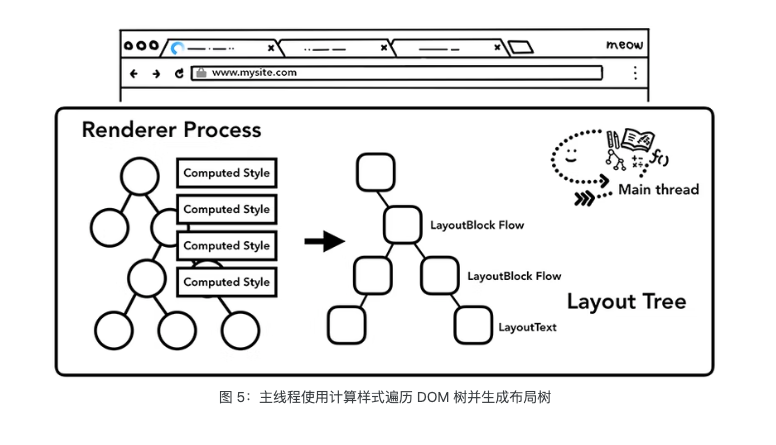 meow
www.mysite.com
Renderer Process
Computed Style
Computed Style
Computed Style
Computed Style
LayoutBlock Flow
LayoutBlock Flow
LayoutText
f()
Main thread
Layout Tree
图 5：主线程使用计算样式遍历 DOM 树并生成布局树